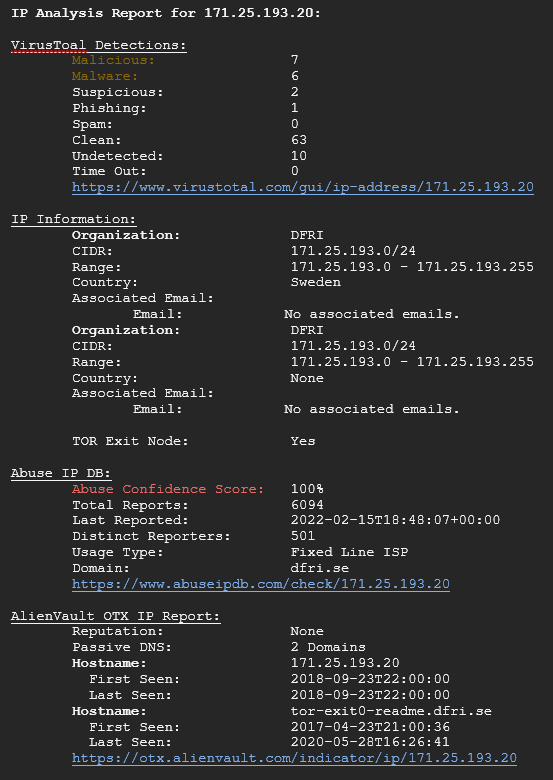 IP Analysis Report for 171.25.193.20:
VirusToal Detections:
Malicious: 7
Malware: 6
Suspicious: 2
Phishing: 1
Spam: 0
Clean: 63
Undetected: 10
Time Out: 0
https://www.virustotal.com/gui/ip-address/171.25.193.20
IP Information:
Organization: DFRI
CIDR: 171.25.193.0/24
Range: 171.25.193.0 - 171.25.193.255
Country: Sweden
Associated Email:
Email: No associated emails.
Organization: DFRI
CIDR: 171.25.193.0/24
Range: 171.25.193.0 - 171.25.193.255
Country: None
Associated Email:
Email: No associated emails.
TOR Exit Node: Yes
Abuse IP DB:
Abuse Confidence Score: 100%
Total Reports: 6094
Last Reported: 2022-02-15T18:48:07+00:00
Distinct Reporters: 501
Usage Type: Fixed Line ISP
Domain: dfri.se
https://www.abuseipdb.com/check/171.25.193.20
AlienVault OTX IP Report:
Reputation: None
Passive DNS: 2 Domains
Hostname: 171.25.193.20
First Seen: 2018-09-23T22:00:00
Last Seen: 2018-09-23T22:00:00
Hostname: tor-exit0-readme.dfri.se
First Seen: 2017-04-23T21:00:36
Last Seen: 2020-05-28T16:26:41
https://otx.alienvault.com/indicator/ip/171.25.193.20